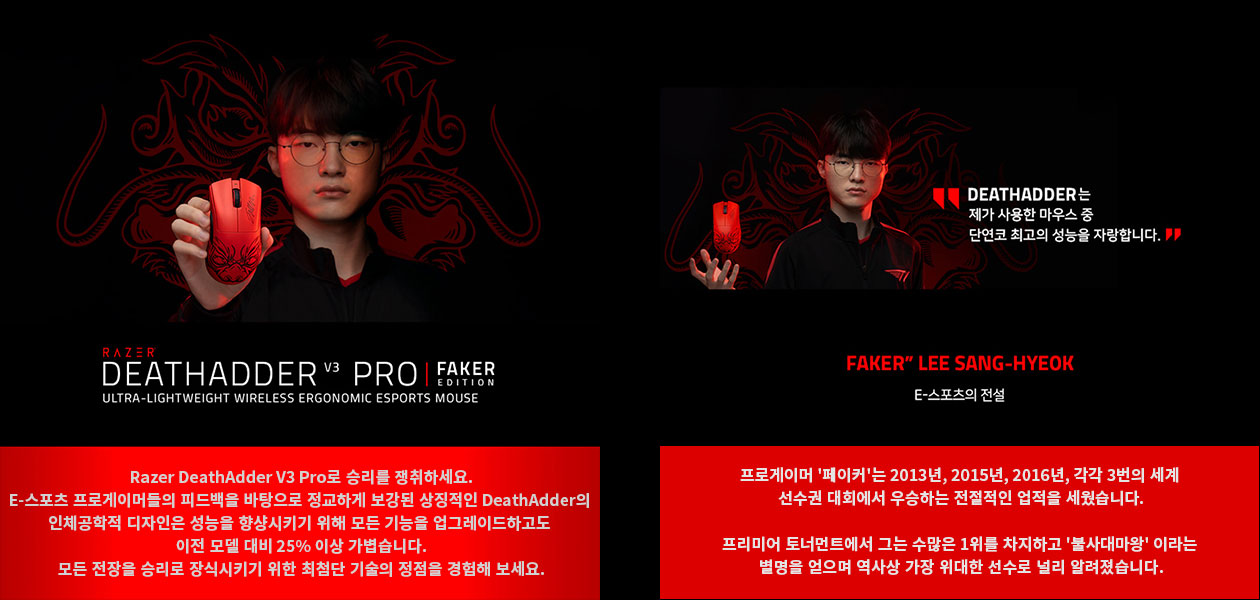 RAZER
DEATHADDER V3 PRO | FAKER EDITION
ULTRA-LIGHTWEIGHT WIRELESS ERGONOMIC ESPORTS MOUSE
Razer DeathAdder V3 Pro로 승리를 쟁취하세요.
E-스포츠 프로게이머들의 피드백을 바탕으로 정교하게 보강된 상징적인 DeathAdder의
인체공학적 디자인은 성능을 향상시키기 위해 모든 기능을 업그레이드하고도
이전 모델 대비 25% 이상 가볍습니다.
모든 전장을 승리로 장식시키기 위한 최첨단 기술의 정점을 경험해 보세요.
DEATHADDER는
제가 사용한 마우스 중
단연코 최고의 성능을 자랑합니다.
FAKER” LEE SANG-HYEOK
E-스포츠의 전설
프로게이머 '페이커'는 2013년, 2015년, 2016년, 각각 3번의 세계
선수권 대회에서 우승하는 전절적인 업적을 세웠습니다.
프리미어 토너먼트에서 그는 수많은 1위를 차지하고 '불사대마왕' 이라는
별명을 얻으며 역사상 가장 위대한 선수로 널리 알려졌습니다.